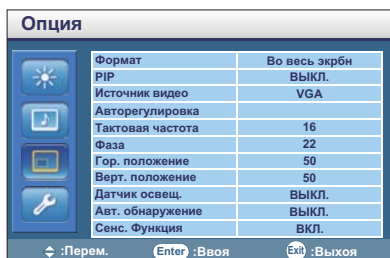 Опция
Формат Во весь экрбн
PIP ВЫКЛ.
Источник видео VGA
Авторегулировка
Тактовая частота 16
Фаза 22
Гор. положение 50
Верт. положение 50
Датчик освещ. ВЫКЛ.
Авт. обнаружение ВЫКЛ.
Сенс. Функция ВКЛ.
:Перем. Enter :Ввоя Exit :Выхоя